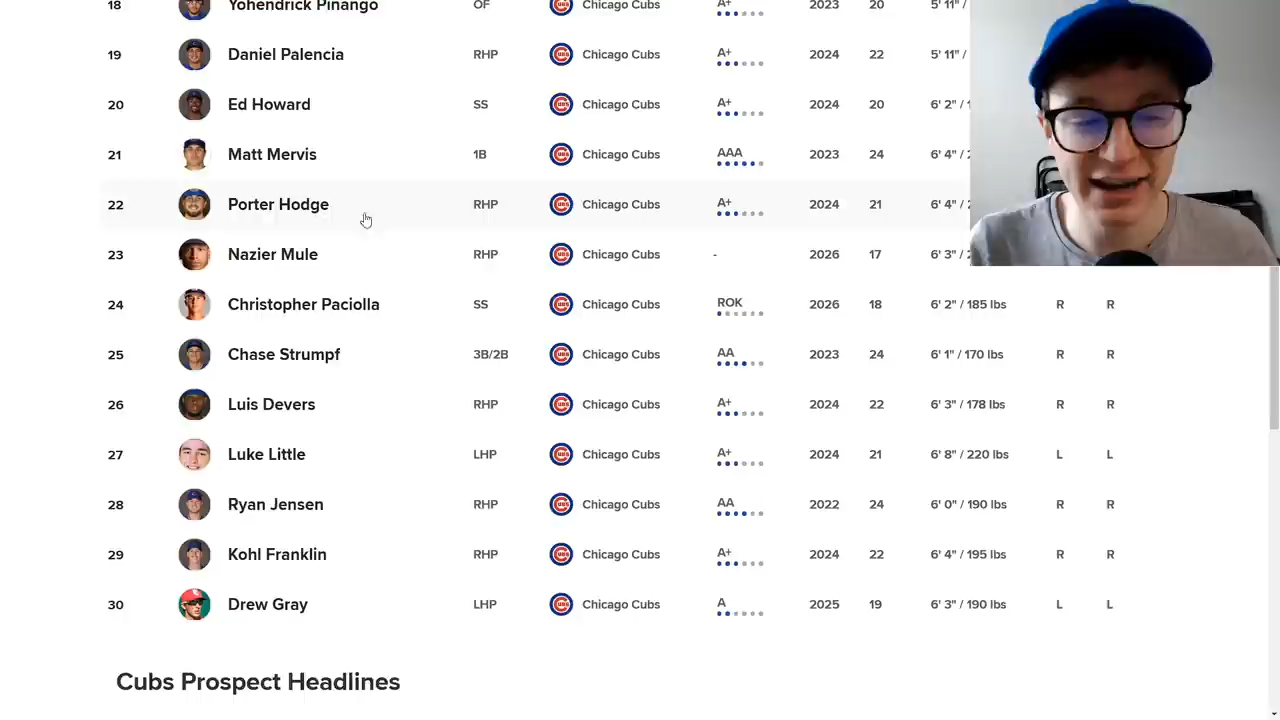 18 Yohendrick Pinango OF Chicago Cubs A+ 2023 20 5' 11" /
19 Daniel Palencia RHP Chicago Cubs A+ 2024 22 5' 11" /
20 Ed Howard SS Chicago Cubs A+ 2024 20 6' 2" / 1
21 Matt Mervis 1B Chicago Cubs AAA 2023 24 6' 4" / 2
22 Porter Hodge RHP Chicago Cubs A+ 2024 21 6' 4" / 2
23 Nazier Mule RHP Chicago Cubs - 2026 17 6' 3" / 2
24 Christopher Paciolla SS Chicago Cubs ROK 2026 18 6' 2" / 185 lbs R R
25 Chase Strumpf 3B/2B Chicago Cubs AA 2023 24 6' 1" / 170 lbs R R
26 Luis Devers RHP Chicago Cubs A+ 2024 22 6' 3" / 178 lbs R R
27 Luke Little LHP Chicago Cubs A+ 2024 21 6' 8" / 220 lbs L L
28 Ryan Jensen RHP Chicago Cubs AA 2022 24 6' 0" / 190 lbs R R
29 Kohl Franklin RHP Chicago Cubs A+ 2024 22 6' 4" / 195 lbs R R
30 Drew Gray LHP Chicago Cubs A 2025 19 6' 3" / 190 lbs L L
Cubs Prospect Headlines